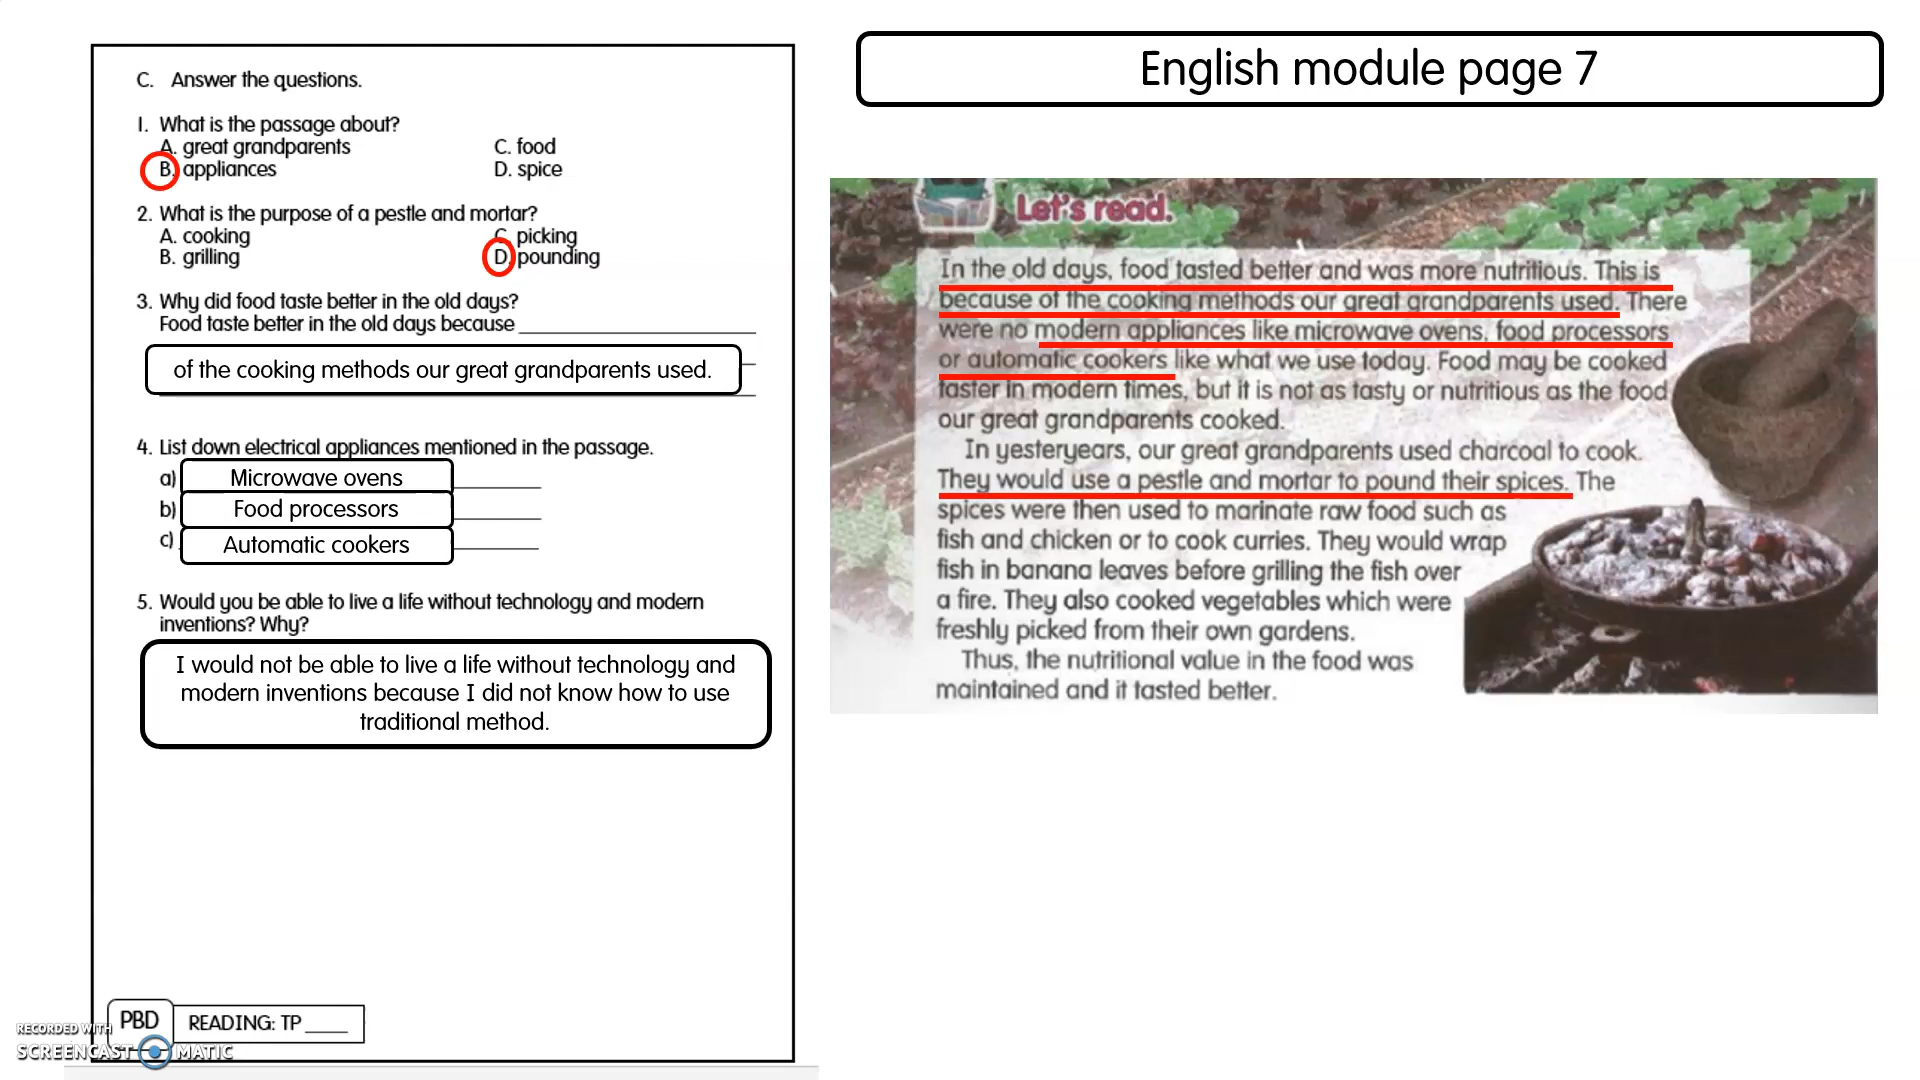 C. Answer the questions.
1. What is the passage about?
A. great grandparents C. food
B. appliances D. spice
2. What is the purpose of a pestle and mortar?
A. cooking C. picking
B. grilling D. pounding
3. Why did food taste better in the old days?
Food taste better in the old days because ____
of the cooking methods our great grandparents used.
4. List down electrical appliances mentioned in the passage.
a) Microwave ovens
b) Food processors
c) Automatic cookers
5. Would you be able to live a life without technology and modern
inventions? Why?
I would not be able to live a life without technology and
modern inventions because I did not know how to use
traditional method.
PBD READING: TP ____
RECORDED WITH
SCREENCAST MATIC
English module page 7
Let's read.
In the old days, food tasted better and was more nutritious. This is
because of the cooking methods our great grandparents used. There
were no modern appliances like microwave ovens, food processors
or automatic cookers like what we use today. Food may be cooked
faster in modern times, but it is not as tasty or nutritious as the food
our great grandparents cooked.
In yesteryears, our great grandparents used charcoal to cook.
They would use a pestle and mortar to pound their spices. The
spices were then used to marinate raw food such as
fish and chicken or to cook curries. They would wrap
fish in banana leaves before grilling the fish over
a fire. They also cooked vegetables which were
freshly picked from their own gardens.
Thus, the nutritional value in the food was
maintained and it tasted better.